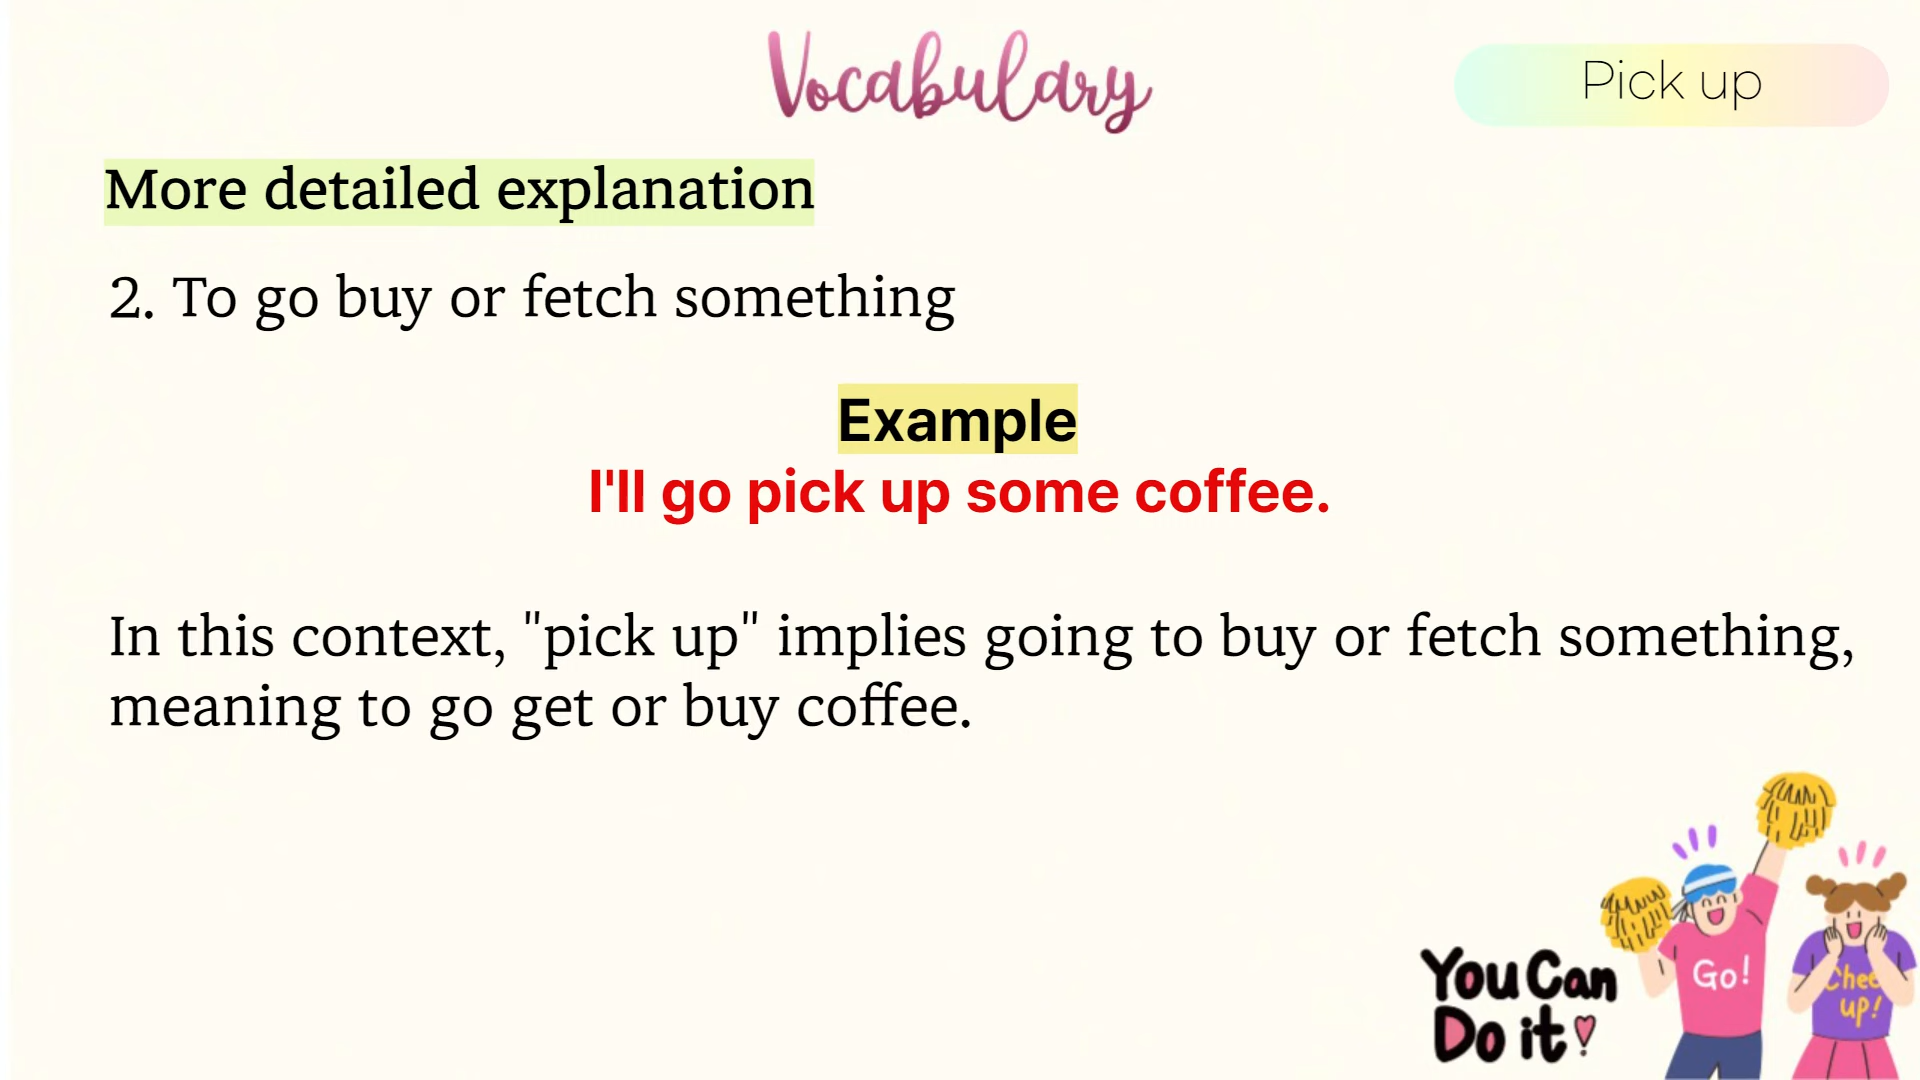 Vocabulary
Pick up
More detailed explanation
2. To go buy or fetch something
Example
I'll go pick up some coffee.
In this context, "pick up" implies going to buy or fetch something,
meaning to go get or buy coffee.
You Can
Do it
Go!
Chee
up!